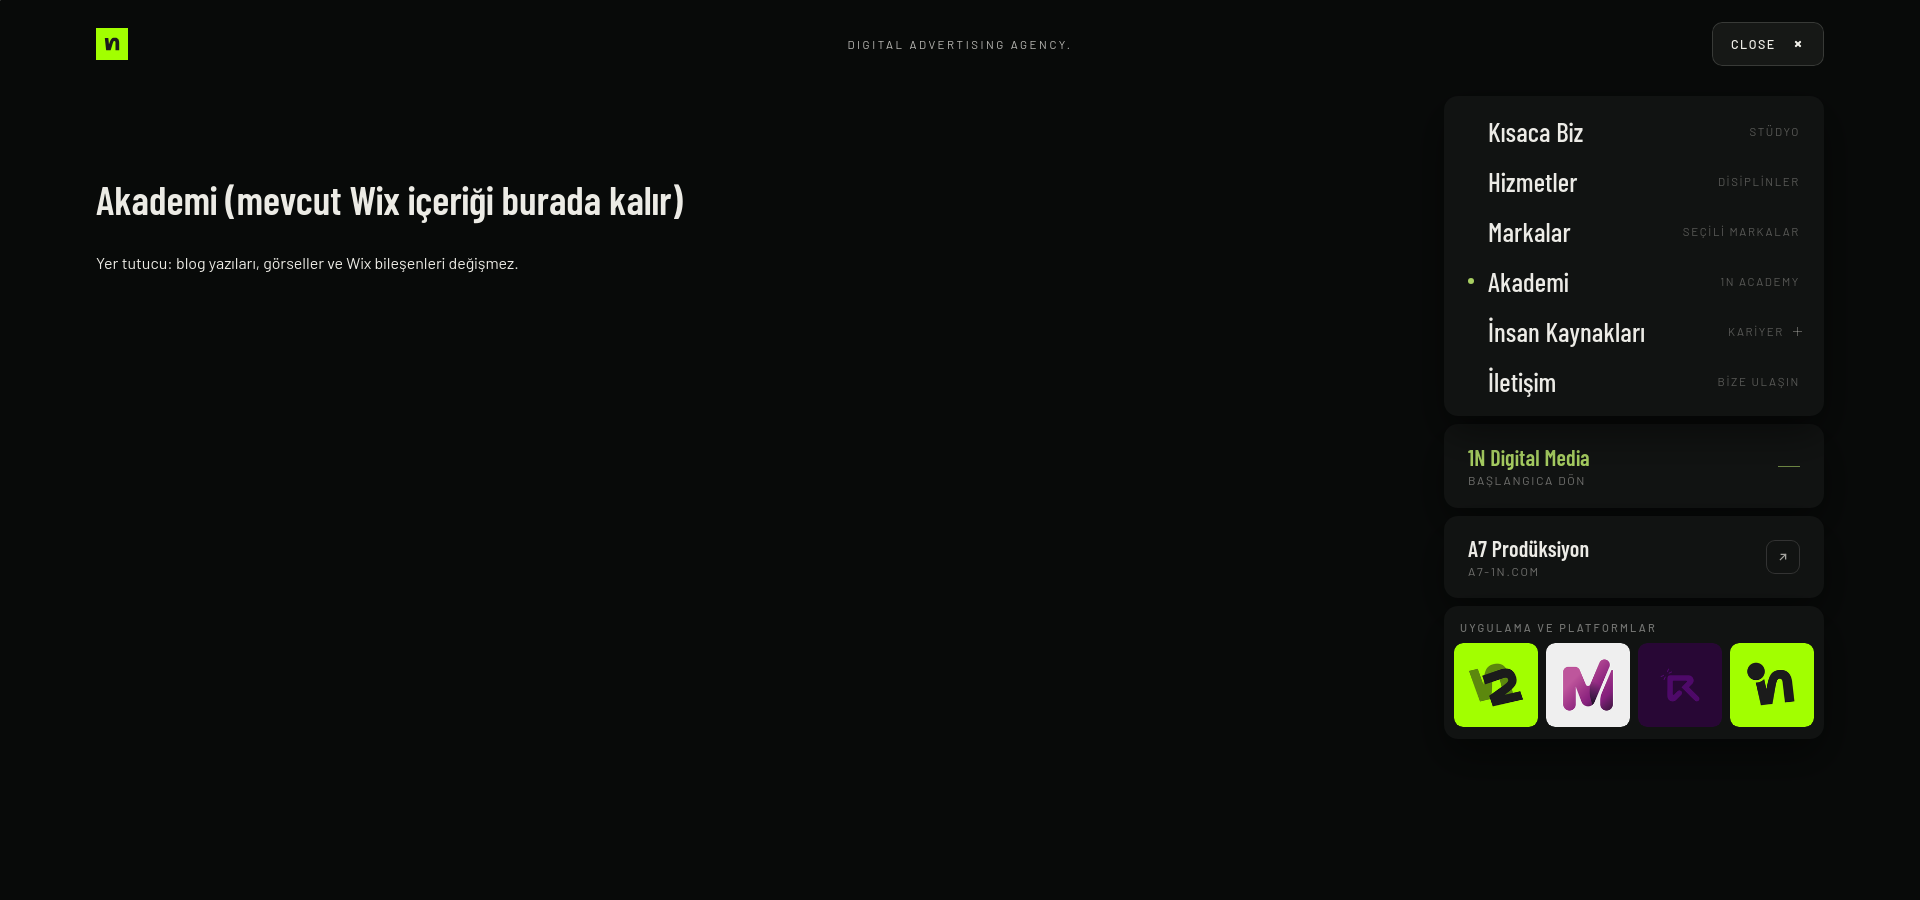 n
DIGITAL ADVERTISING AGENCY.
CLOSE ×
Akademi (mevcut Wix içeriği burada kalır)
Yer tutucu: blog yazıları, görseller ve Wix bileşenleri değişmez.
Kısaca Biz STÜDYO
Hizmetler DİSİPLİNLER
Markalar SEÇİLİ MARKALAR
Akademi 1N ACADEMY
İnsan Kaynakları KARİYER +
İletişim BİZE ULAŞIN
1N Digital Media
BAŞLANGICA DÖN
A7 Prodüksiyon
A7-1N.COM
UYGULAMA VE PLATFORMLAR